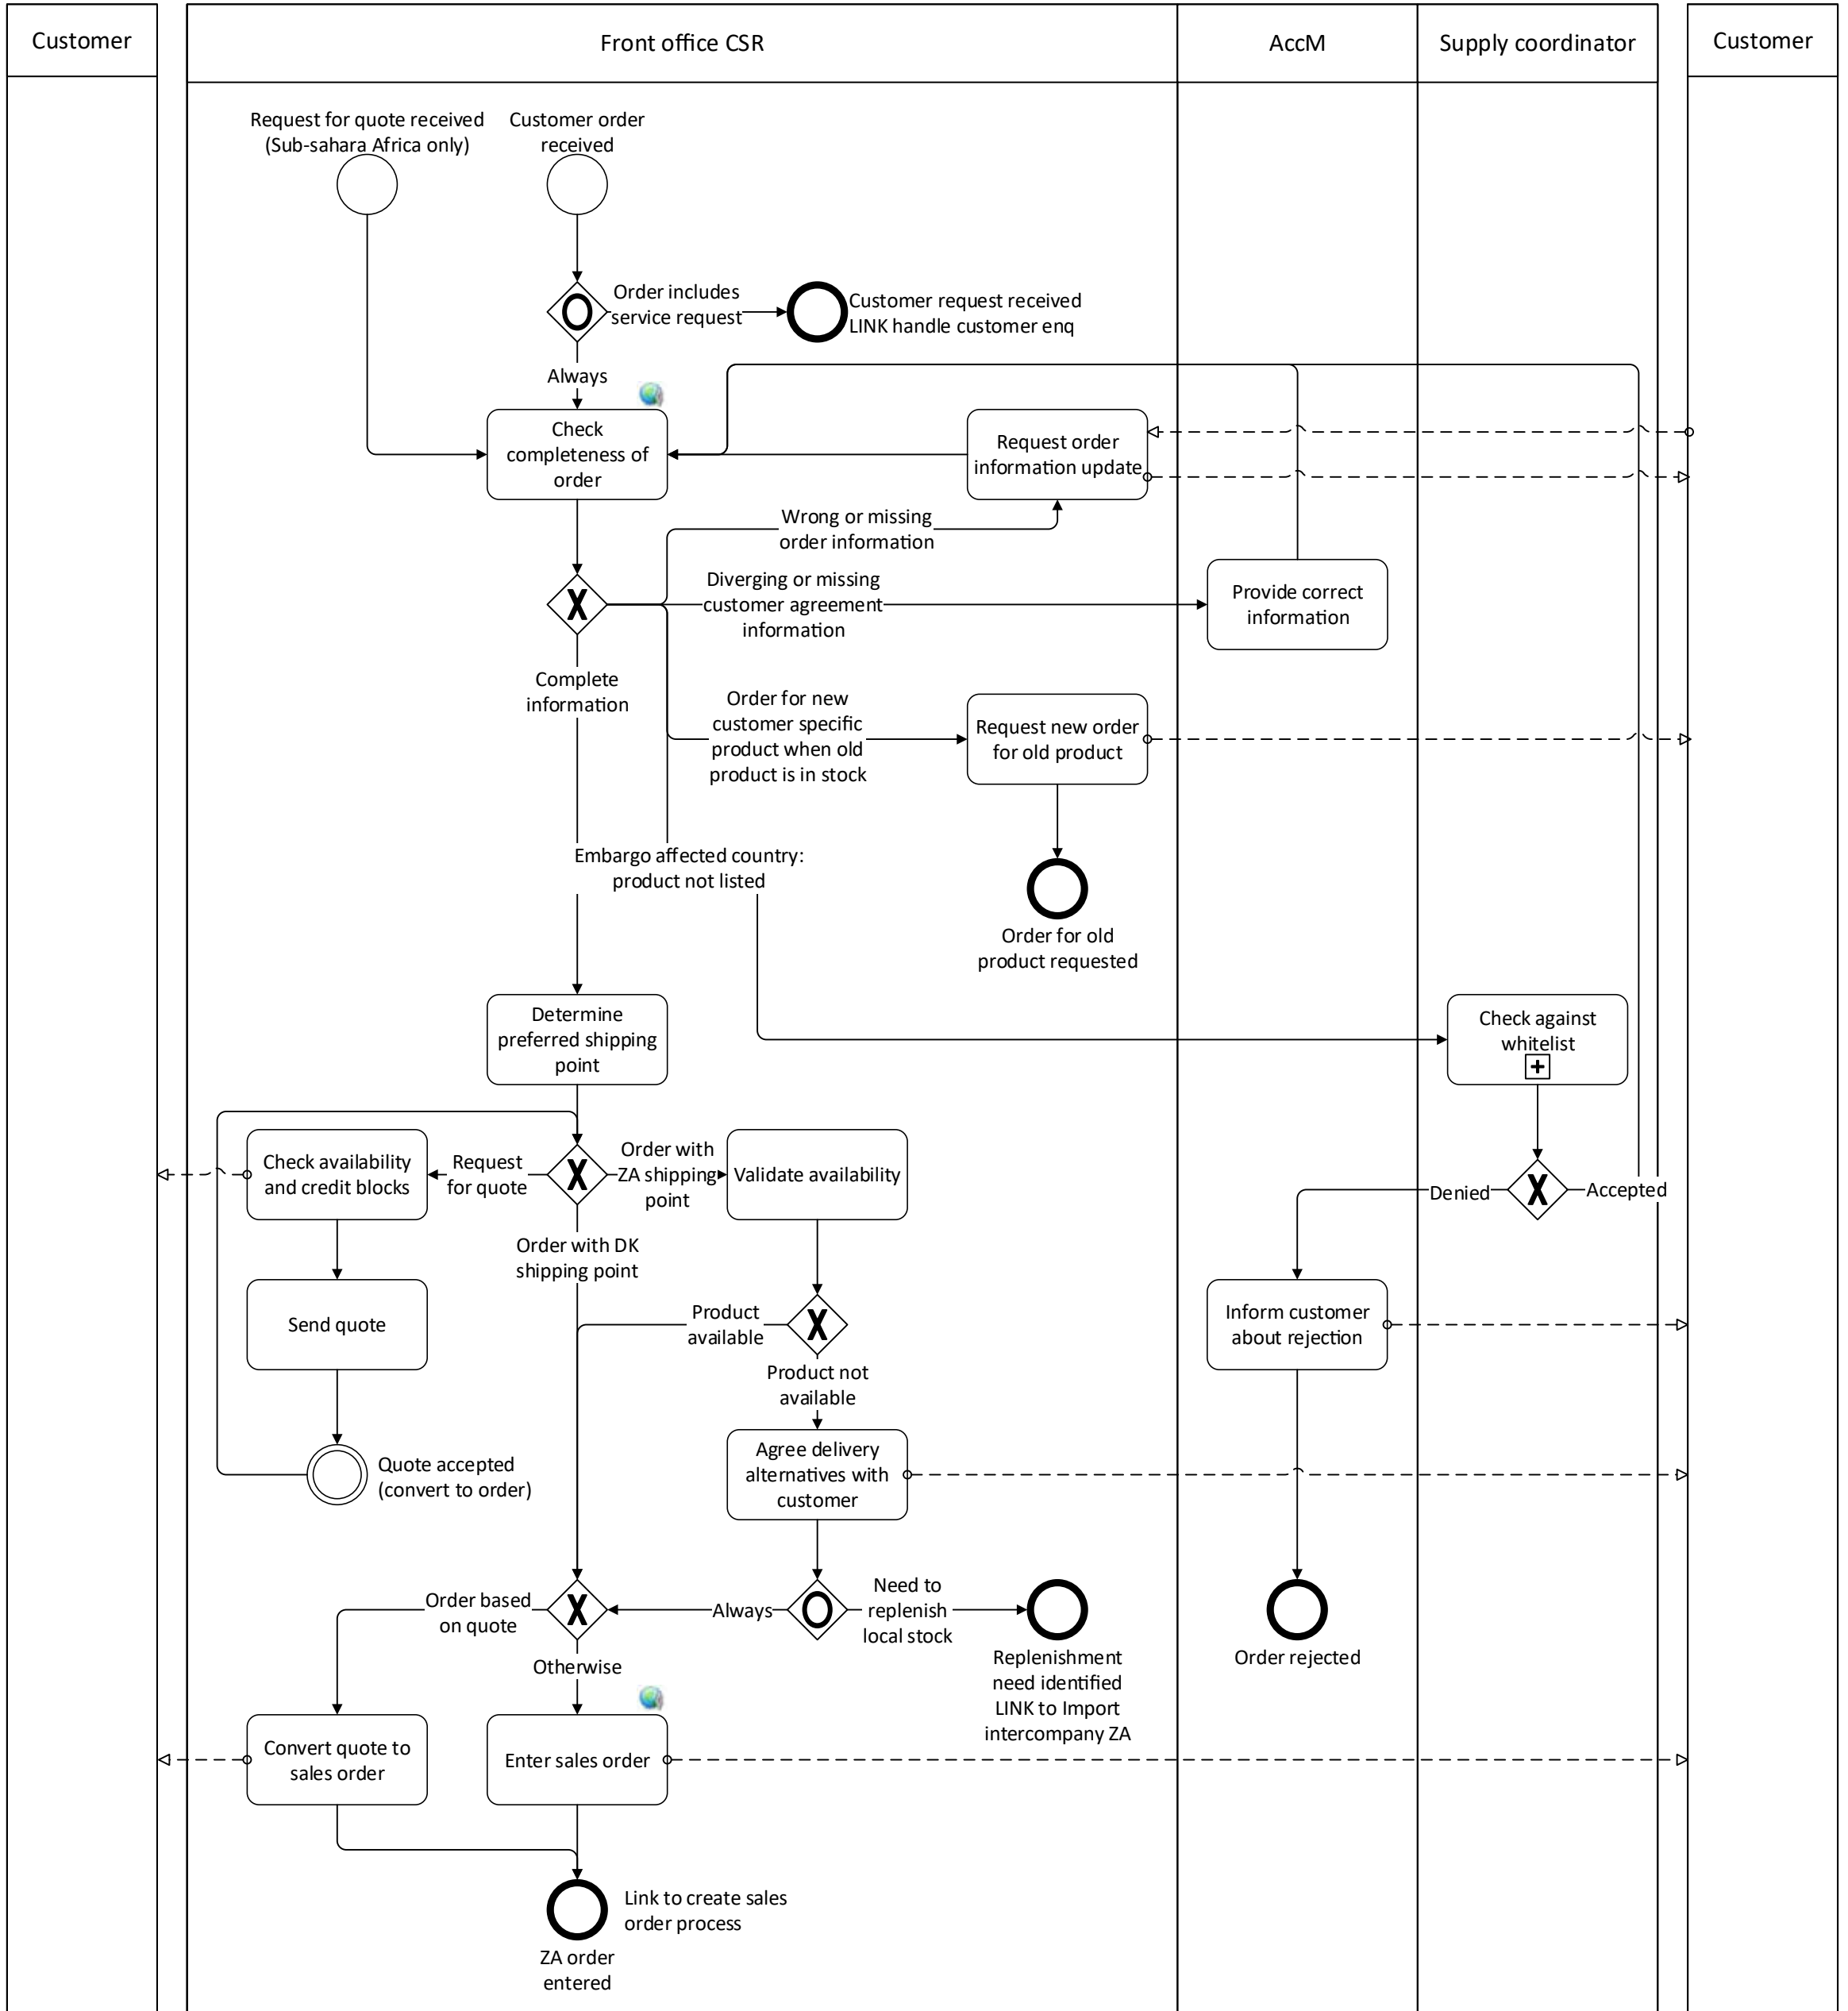 Customer
Front office CSR
AccM
Supply coordinator
Customer
Request for quote received
(Sub-sahara Africa only)
Customer order
received
Order includes
service request
Customer request received
LINK handle customer enq
Always
Check
completeness of
order
Request order
information update
Wrong or missing
order information
X
Diverging or missing
customer agreement
information
Provide correct
information
Complete
information
Order for new
customer specific
product when old
product is in stock
Request new order
for old product
Embargo affected country:
product not listed
Order for old
product requested
Determine
preferred shipping
point
Check against
whitelist
+
Check availability
and credit blocks
Request
for quote
X
Order with
ZA shipping
point
Validate availability
Denied
X
Accepted
Order with DK
shipping point
Send quote
Product
available
X
Inform customer
about rejection
Product not
available
Quote accepted
(convert to order)
Agree delivery
alternatives with
customer
Order based
on quote
X
Always
Need to
replenish
local stock
Otherwise
Replenishment
need identified
LINK to Import
intercompany ZA
Order rejected
Convert quote to
sales order
Enter sales order
Link to create sales
order process
ZA order
entered